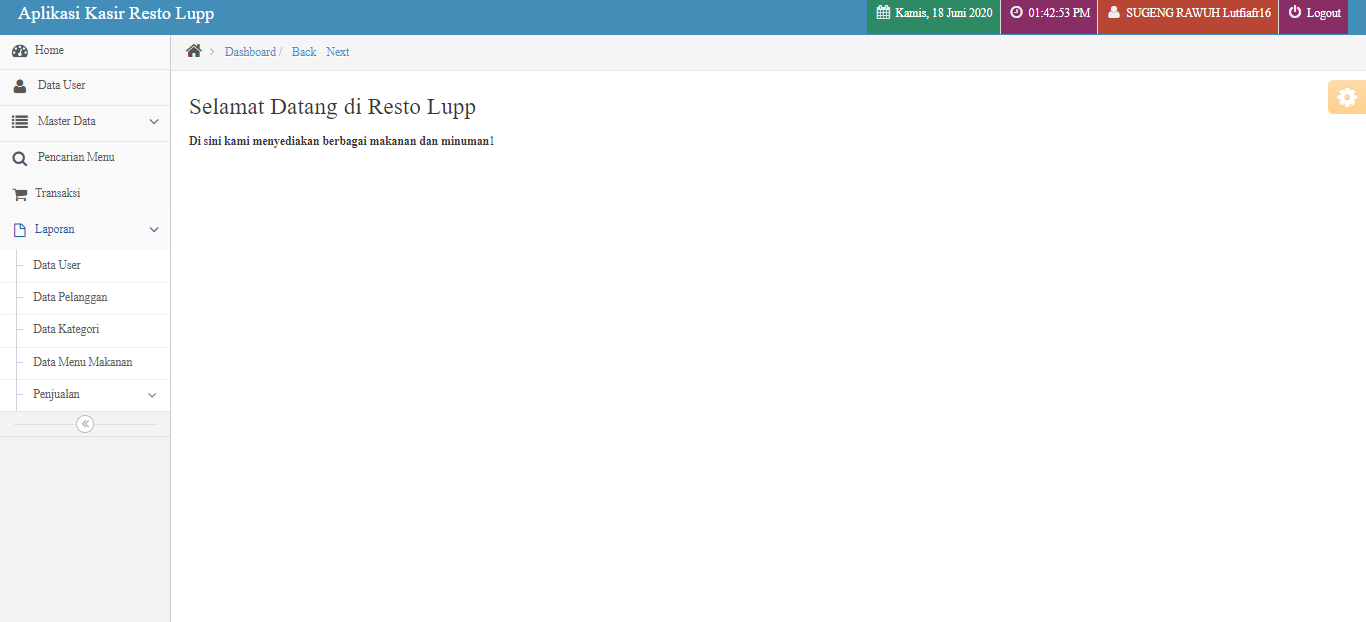 Aplikasi Kasir Resto Lupp
Kamis, 18 Juni 2020
01:42:53 PM
SUGENG RAWUH Lutfiafr16
Logout
Home
Data User
Master Data
Pencarian Menu
Transaksi
Laporan
Data User
Data Pelanggan
Data Kategori
Data Menu Makanan
Penjualan
Dashboard / Back Next
Selamat Datang di Resto Lupp
Di sini kami menyediakan berbagai makanan dan minuman1